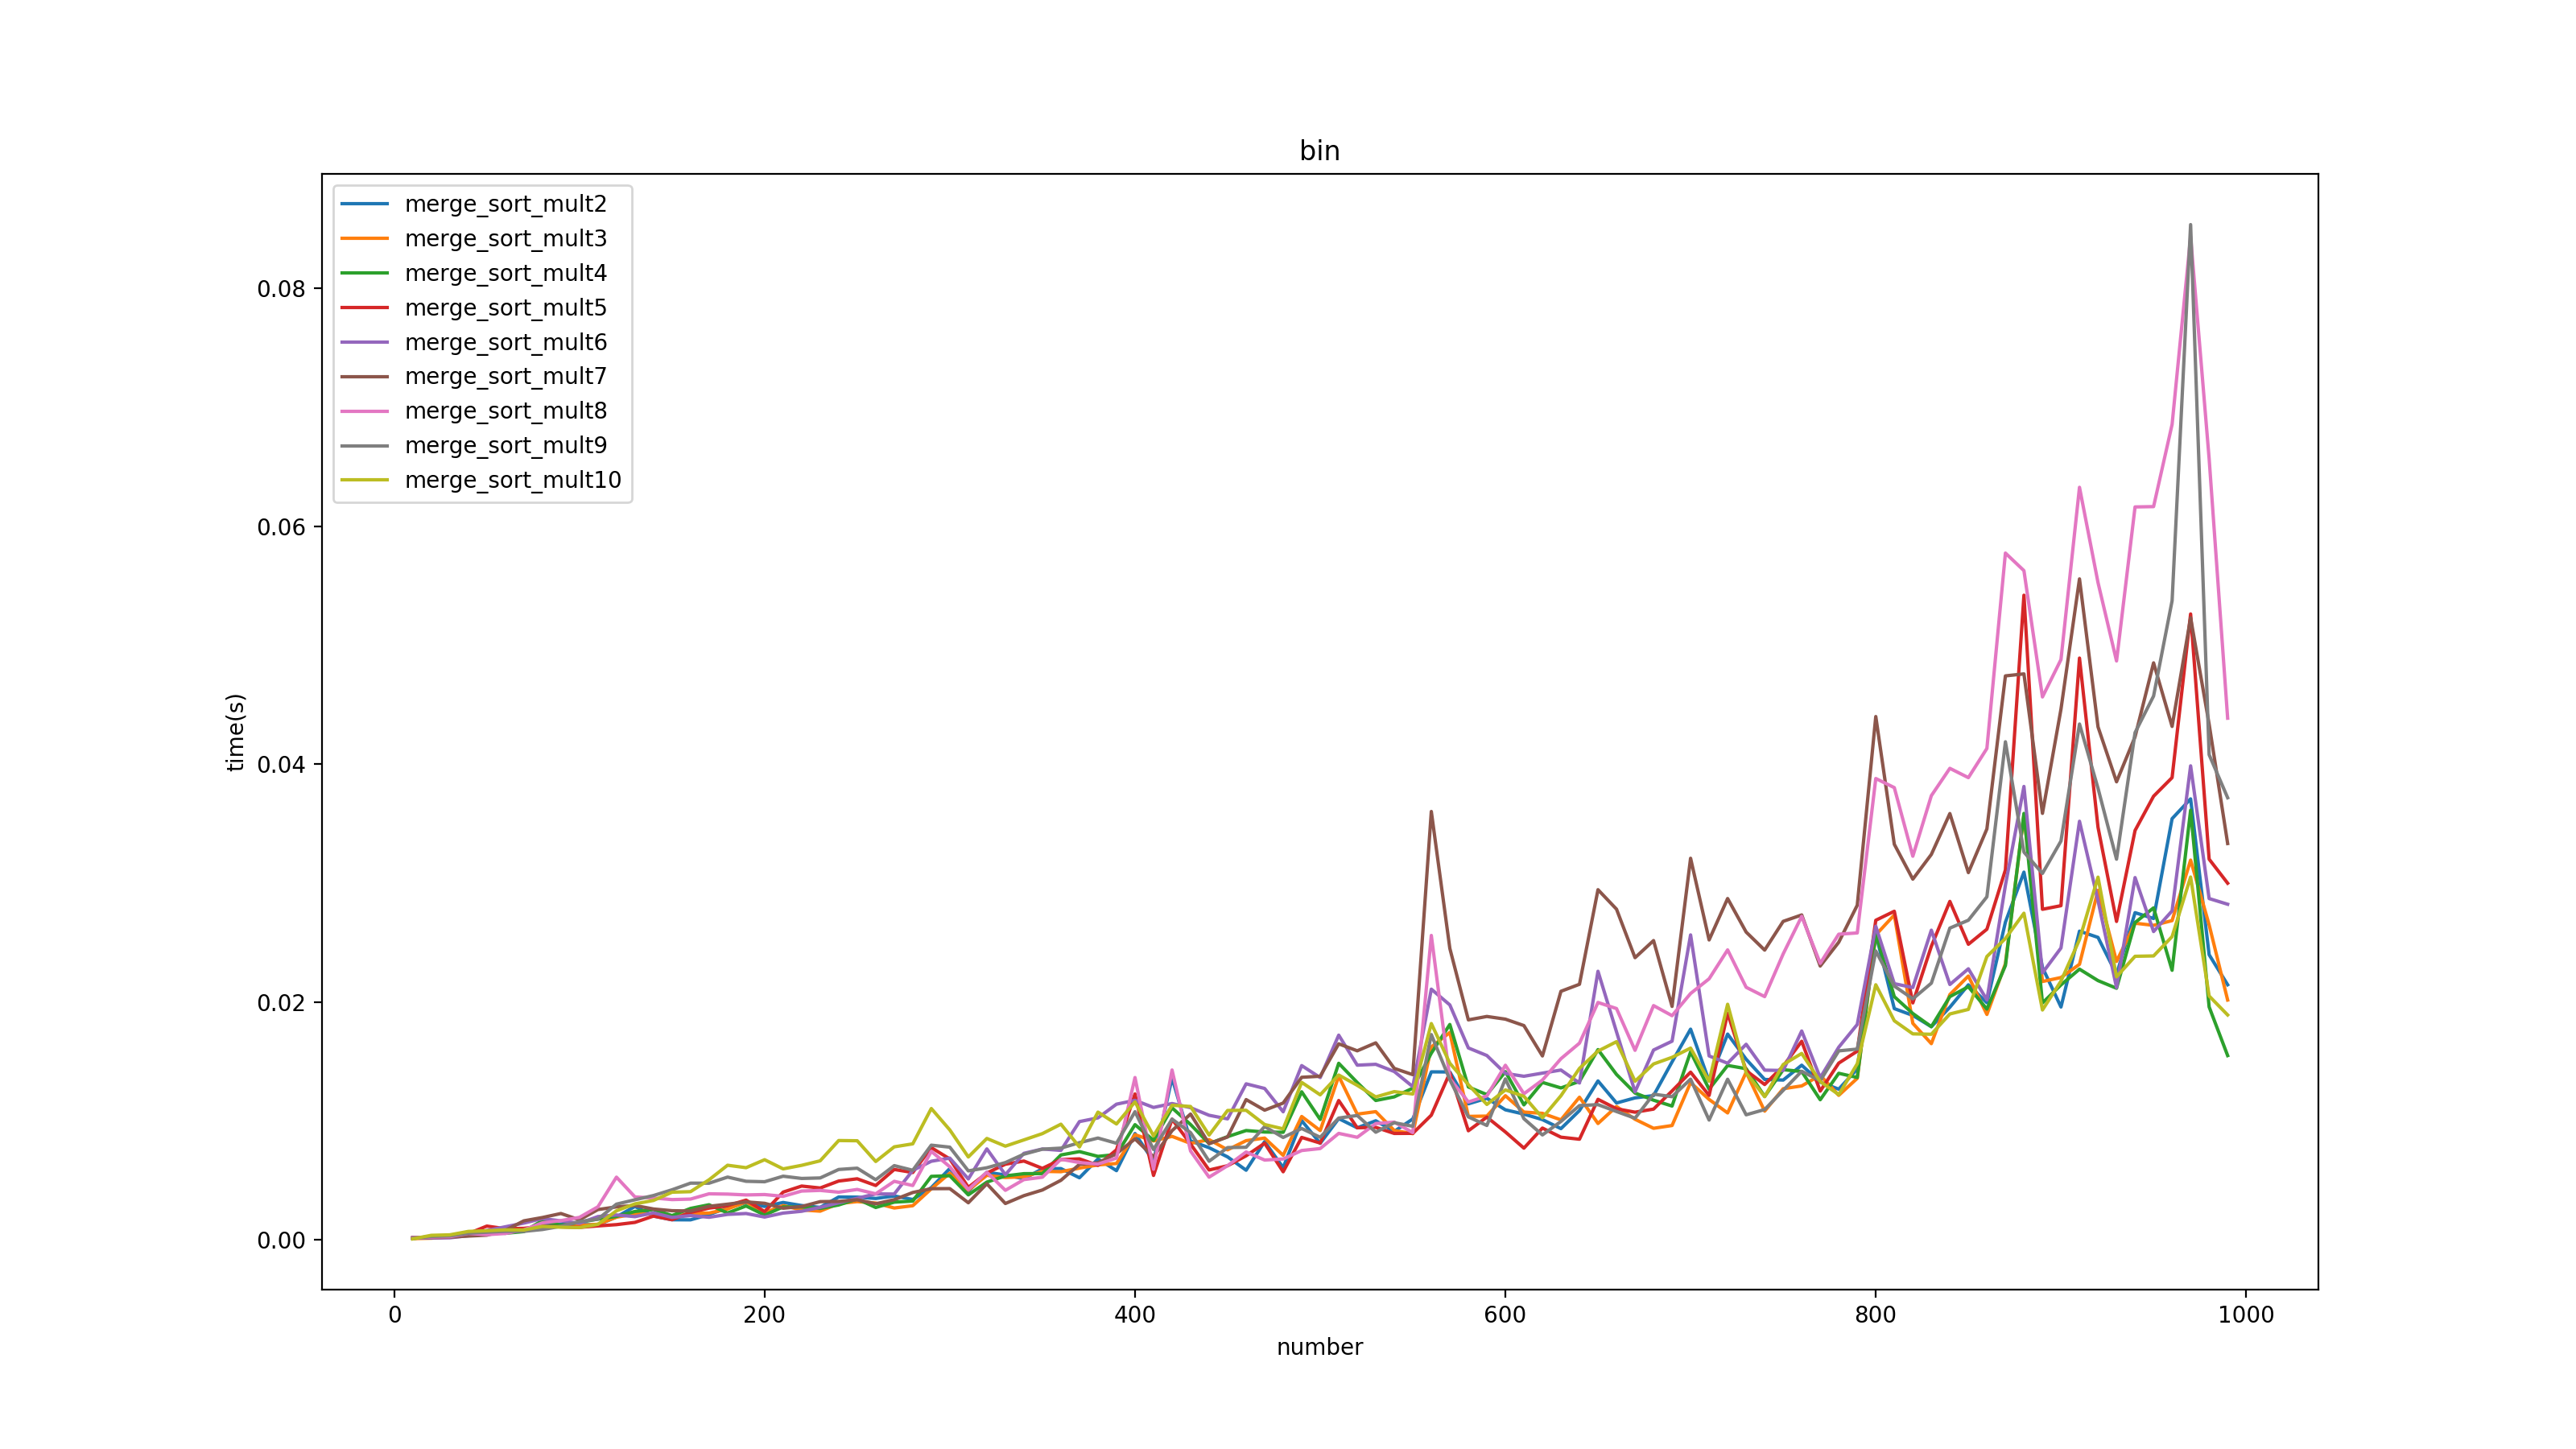 bin
merge_sort_mult2
merge_sort_mult3
merge_sort_mult4
merge_sort_mult5
merge_sort_mult6
merge_sort_mult7
merge_sort_mult8
merge_sort_mult9
merge_sort_mult10
0.08
0.06
0.04
0.02
0.00
time(s)
0 200 400 600 800 1000
number